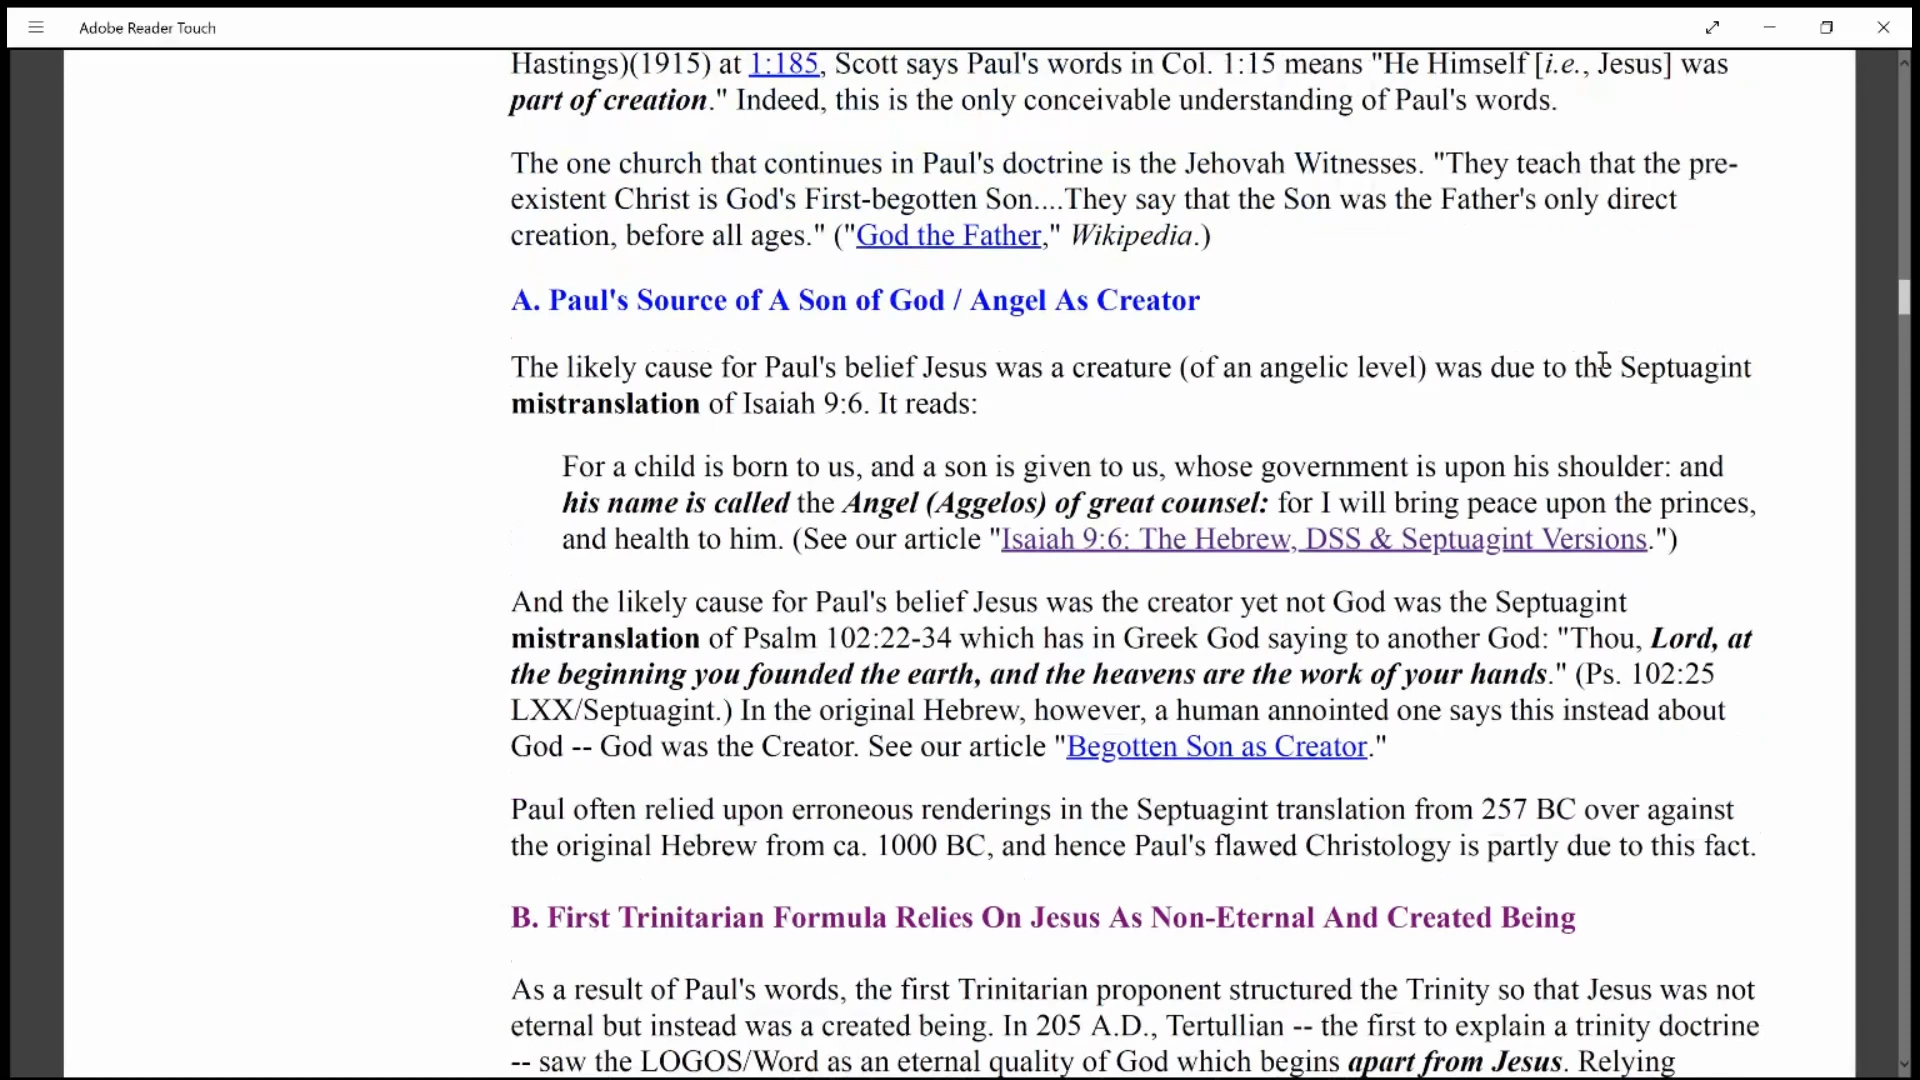 Adobe Reader Touch
Hastings)(1915) at 1:185, Scott says Paul's words in Col. 1:15 means "He Himself [i.e., Jesus] was
part of creation." Indeed, this is the only conceivable understanding of Paul's words.
The one church that continues in Paul's doctrine is the Jehovah Witnesses. "They teach that the pre-
existent Christ is God's First-begotten Son....They say that the Son was the Father's only direct
creation, before all ages." ("God the Father," Wikipedia.)
A. Paul's Source of A Son of God / Angel As Creator
The likely cause for Paul's belief Jesus was a creature (of an angelic level) was due to the Septuagint
mistranslation of Isaiah 9:6. It reads:
For a child is born to us, and a son is given to us, whose government is upon his shoulder: and
his name is called the Angel (Aggelos) of great counsel: for I will bring peace upon the princes,
and health to him. (See our article "Isaiah 9:6: The Hebrew, DSS & Septuagint Versions.")
And the likely cause for Paul's belief Jesus was the creator yet not God was the Septuagint
mistranslation of Psalm 102:22-34 which has in Greek God saying to another God: "Thou, Lord, at
the beginning you founded the earth, and the heavens are the work of your hands." (Ps. 102:25
LXX/Septuagint.) In the original Hebrew, however, a human annointed one says this instead about
God -- God was the Creator. See our article "Begotten Son as Creator."
Paul often relied upon erroneous renderings in the Septuagint translation from 257 BC over against
the original Hebrew from ca. 1000 BC, and hence Paul's flawed Christology is partly due to this fact.
B. First Trinitarian Formula Relies On Jesus As Non-Eternal And Created Being
As a result of Paul's words, the first Trinitarian proponent structured the Trinity so that Jesus was not
eternal but instead was a created being. In 205 A.D., Tertullian -- the first to explain a trinity doctrine
-- saw the LOGOS/Word as an eternal quality of God which begins apart from Jesus. Relying